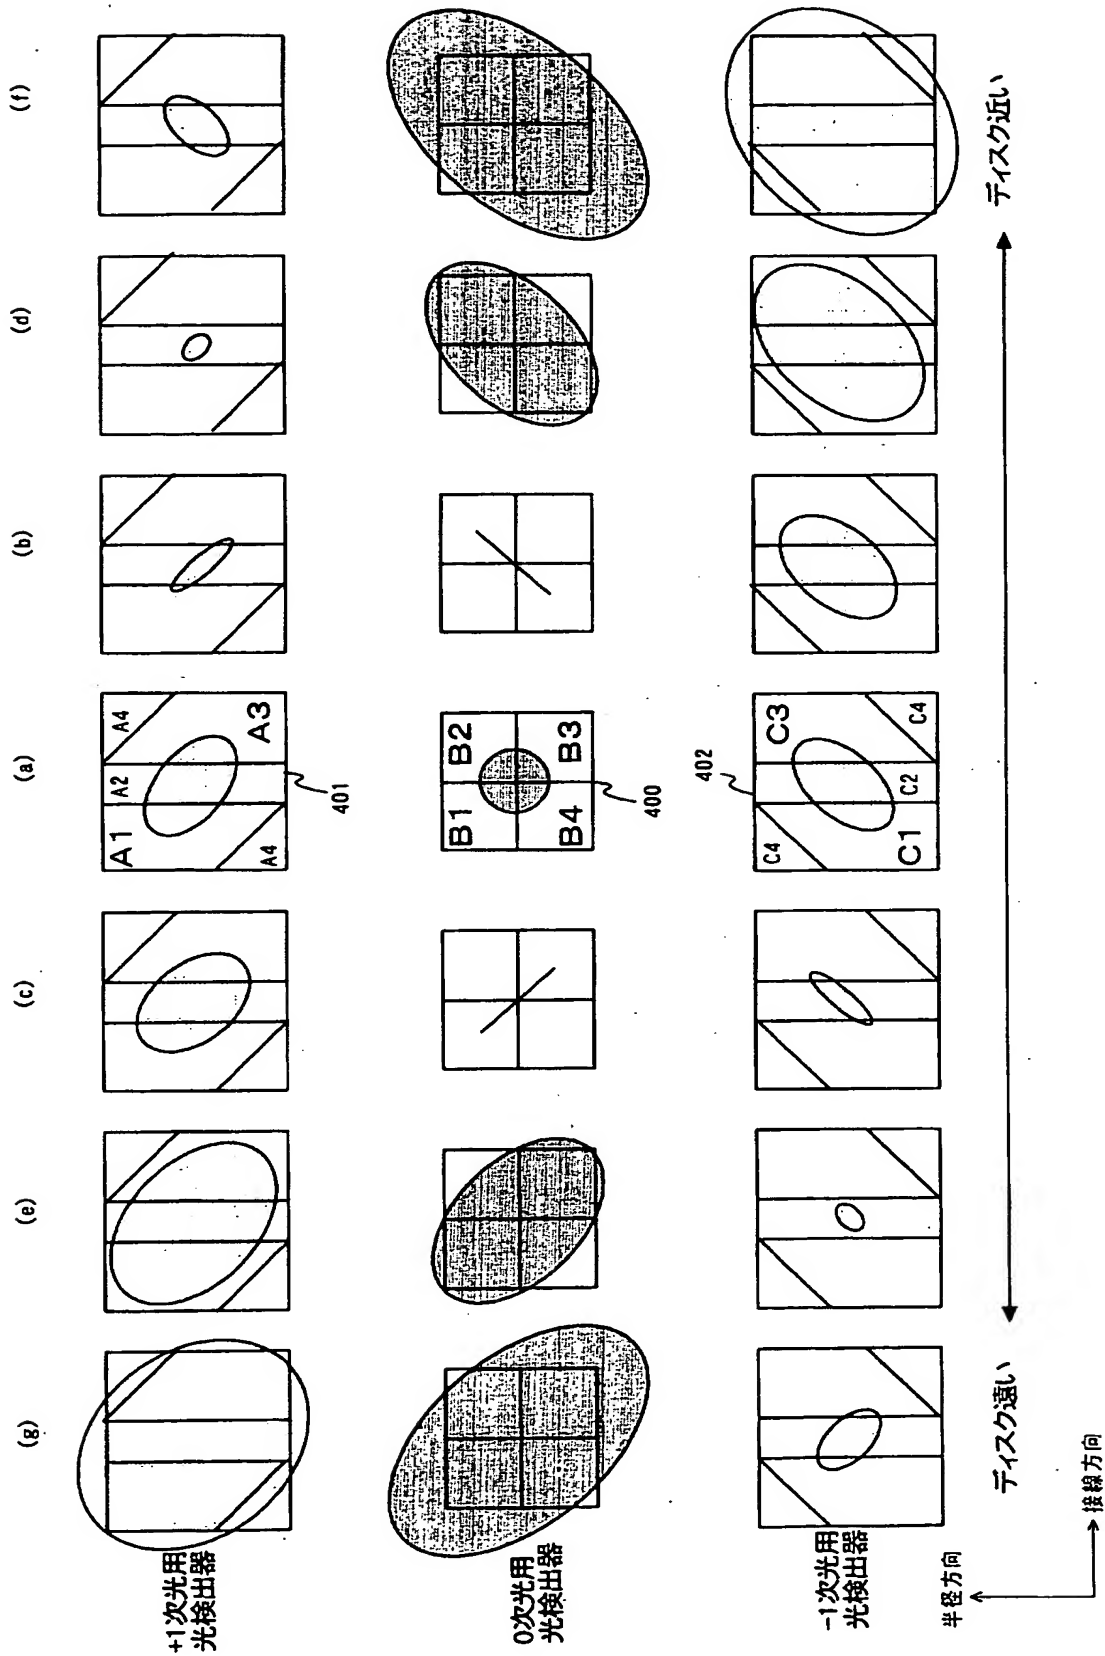 (g)
(e)
(c)
(a)
(b)
(d)
(f)
+1次光用
光検出器
A1
A2
A4
A4
A3
401
0次光用
光検出器
B1
B2
B4
B3
400
-1次光用
光検出器
402
C4
C3
C1
C2
C4
ディスク遠い
ディスク近い
半径方向
接線方向